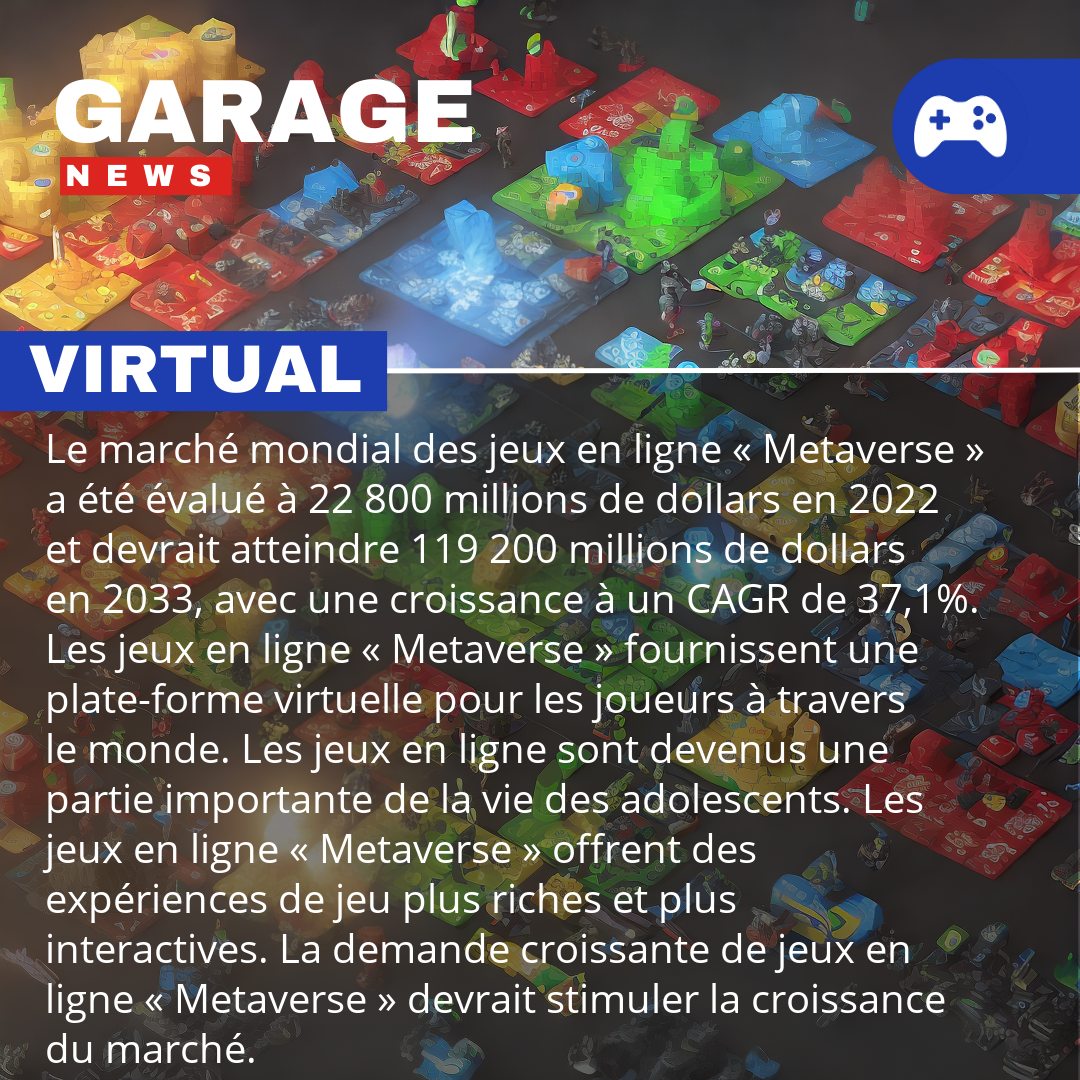 GARAGE
NEWS
VIRTUAL
Le marché mondial des jeux en ligne « Metaverse »
a été évalué à 22 800 millions de dollars en 2022
et devrait atteindre 119 200 millions de dollars
en 2033, avec une croissance à un CAGR de 37,1%.
Les jeux en ligne « Metaverse » fournissent une
plate-forme virtuelle pour les joueurs à travers
le monde. Les jeux en ligne sont devenus une
partie importante de la vie des adolescents. Les
jeux en ligne « Metaverse » offrent des
expériences de jeu plus riches et plus
interactives. La demande croissante de jeux en
ligne « Metaverse » devrait stimuler la croissance
du marché.